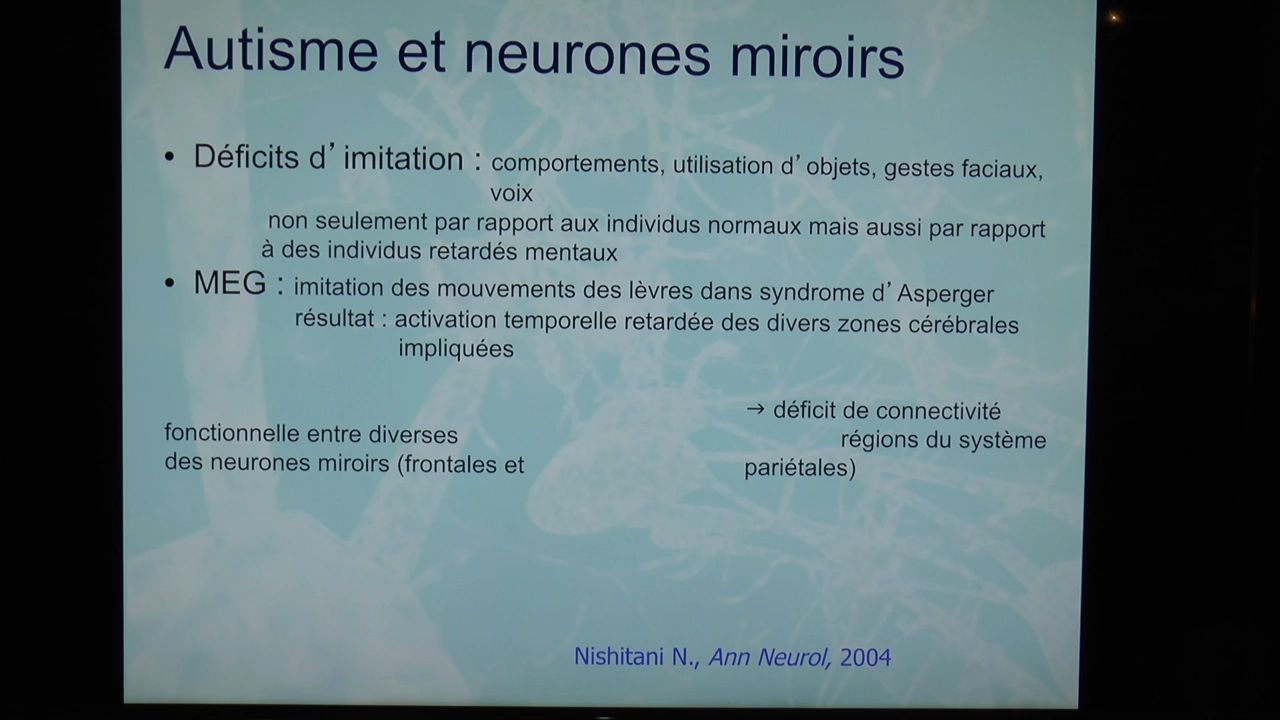 Autisme et neurones miroirs
• Déficits d’ imitation : comportements, utilisation d’ objets, gestes faciaux,
voix
non seulement par rapport aux individus normaux mais aussi par rapport
à des individus retardés mentaux
• MEG : imitation des mouvements des lèvres dans syndrome d’ Asperger
résultat : activation temporelle retardée des divers zones cérébrales
impliquées
→ déficit de connectivité
fonctionnelle entre diverses régions du système
des neurones miroirs (frontales et pariétales)
Nishitani N., Ann Neurol, 2004